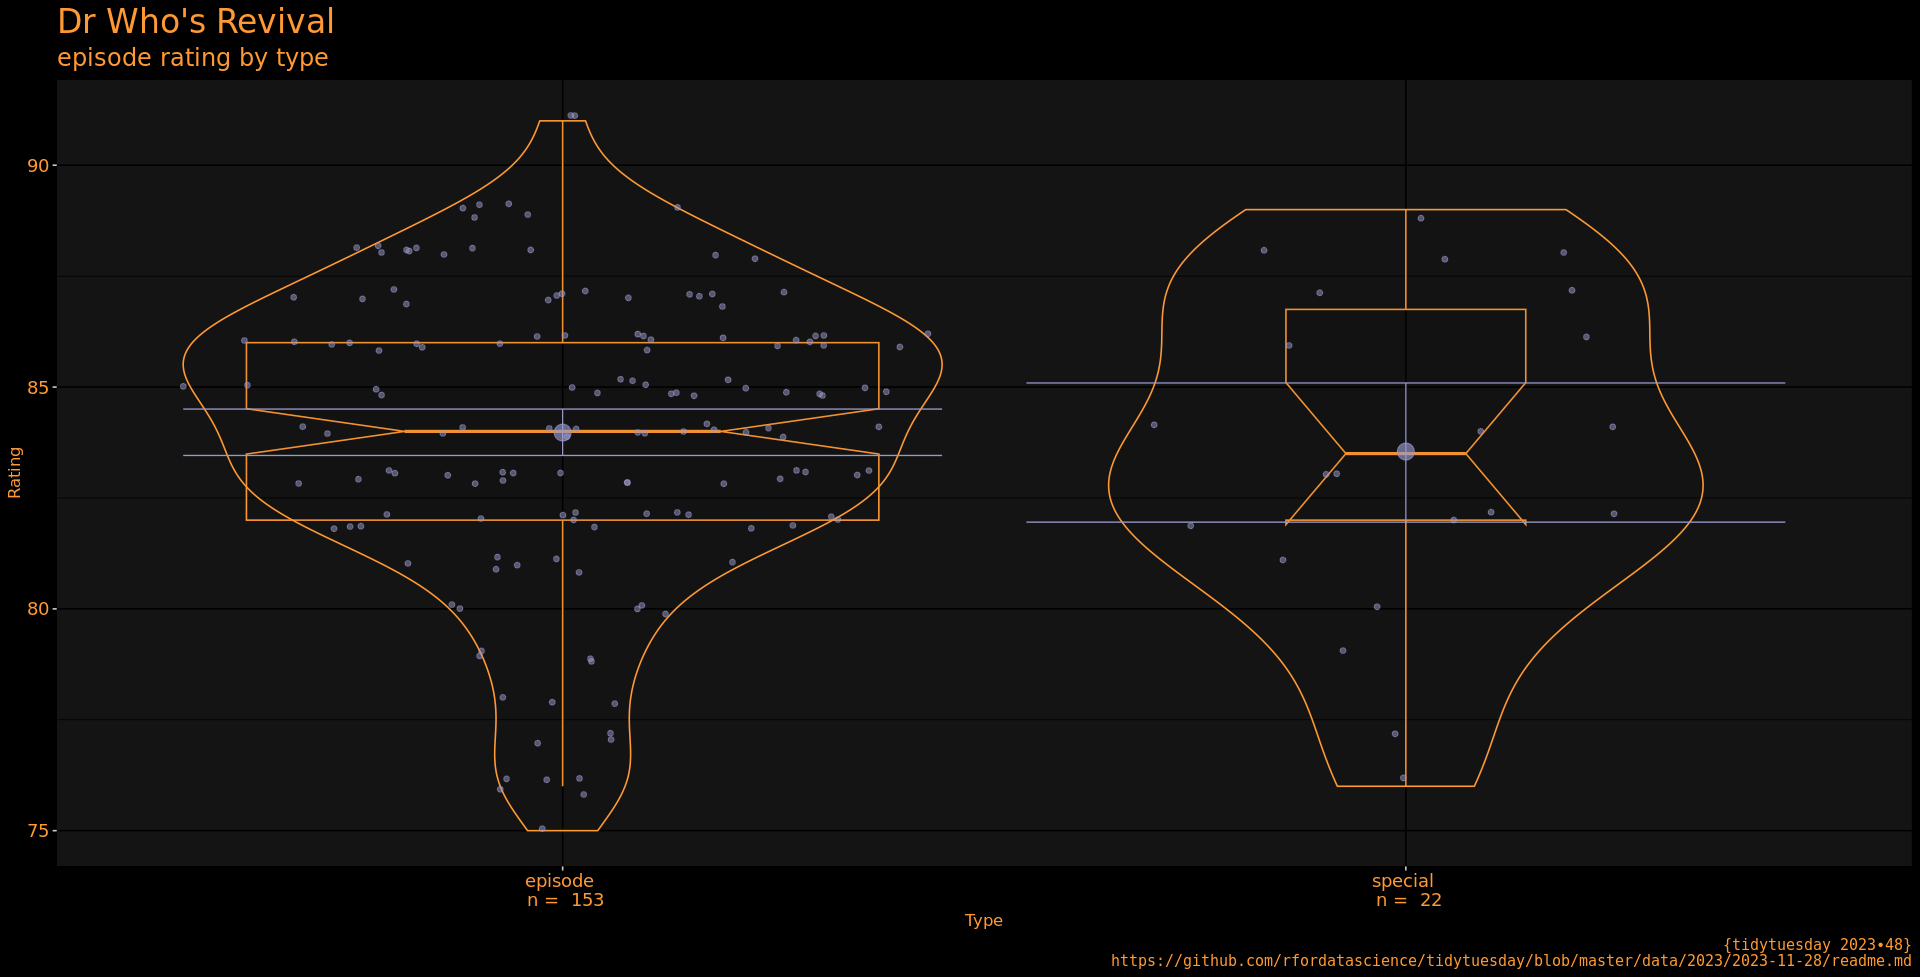 Dr Who's Revival
episode rating by type
Rating
90
85
80
75
episode
n =  153
special
n =  22
Type
{tidytuesday 2023•48}
https://github.com/rfordatascience/tidytuesday/blob/master/data/2023/2023-11-28/readme.md